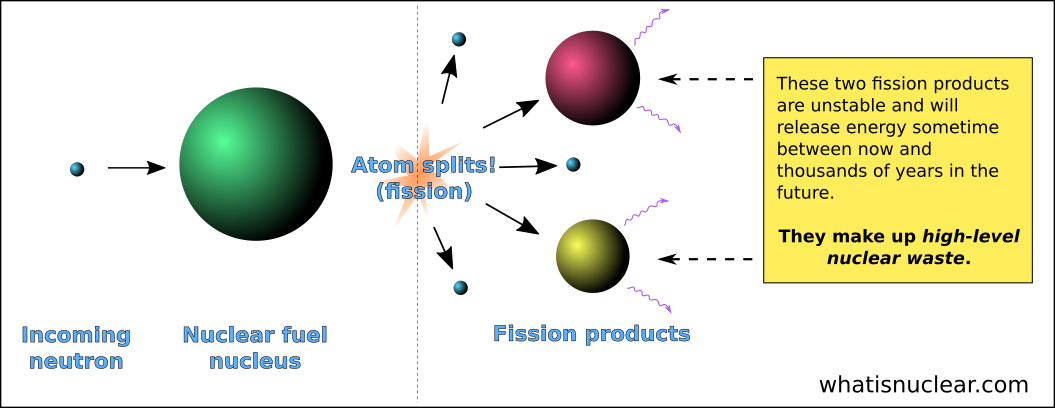 Atom splits!
(fission)
These two fission products
are unstable and will
release energy sometime
between now and
thousands of years in the
future.
They make up high-level
nuclear waste.
Incoming
neutron
Nuclear fuel
nucleus
Fission products
whatisnuclear.com